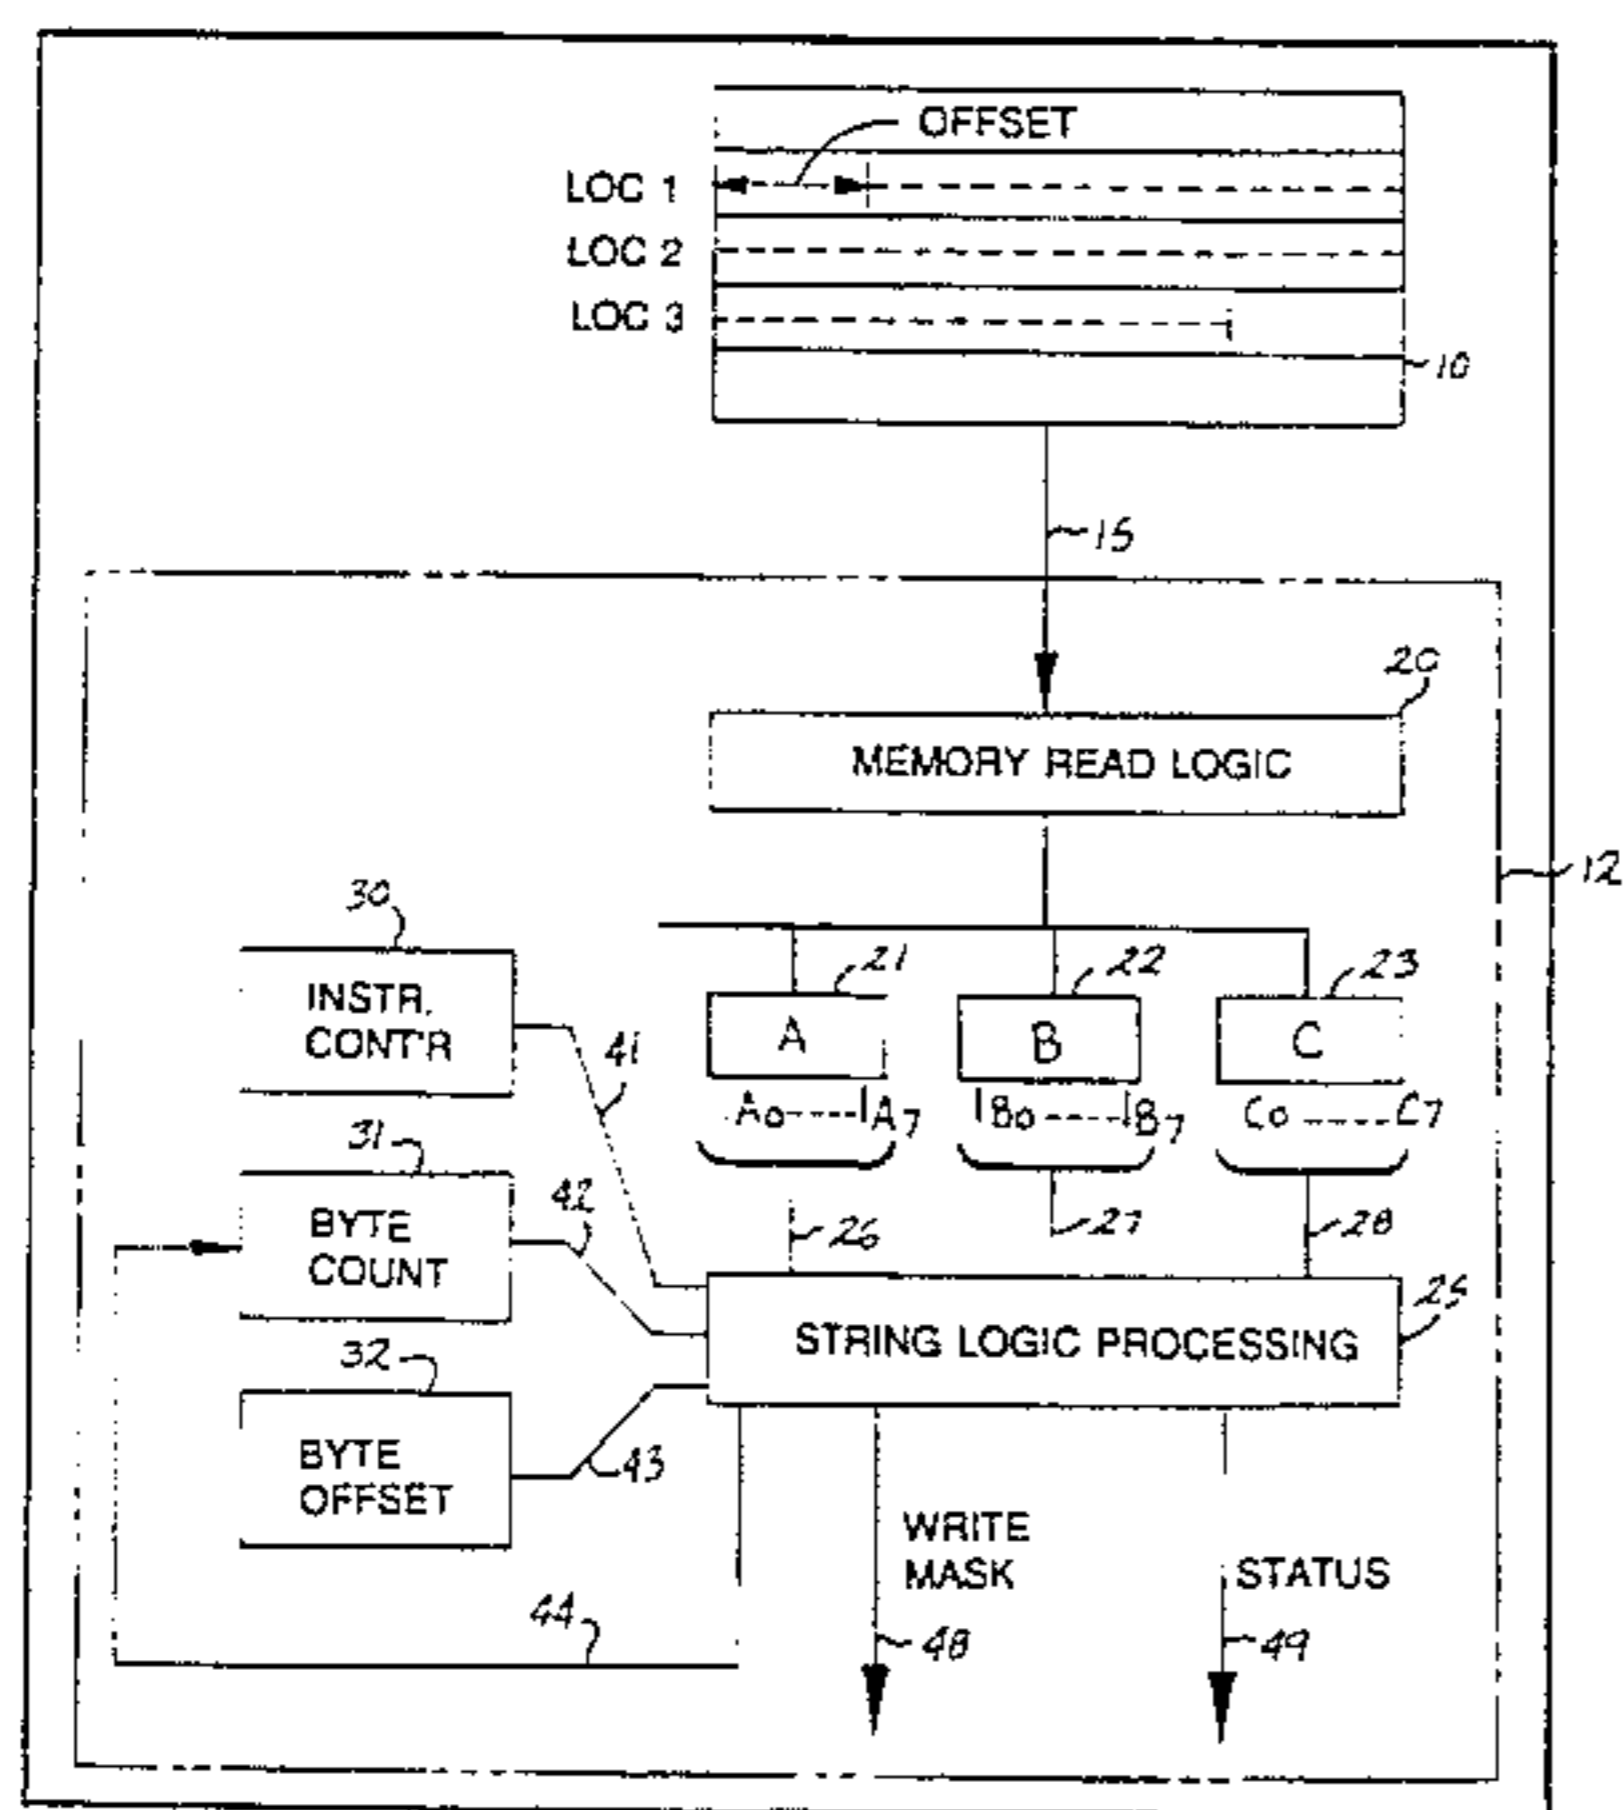 OFFSET
LOC 1
LOC 2
LOC 3
10
15
20
MEMORY READ LOGIC
12
30
21
22
23
INSTR.
CONT'R
A
B
C
41
A0----A7
B0----B7
C0----C7
31
42
26
27
28
BYTE
COUNT
25
STRING LOGIC PROCESSING
32
BYTE
OFFSET
43
WRITE
MASK
STATUS
44
48
49